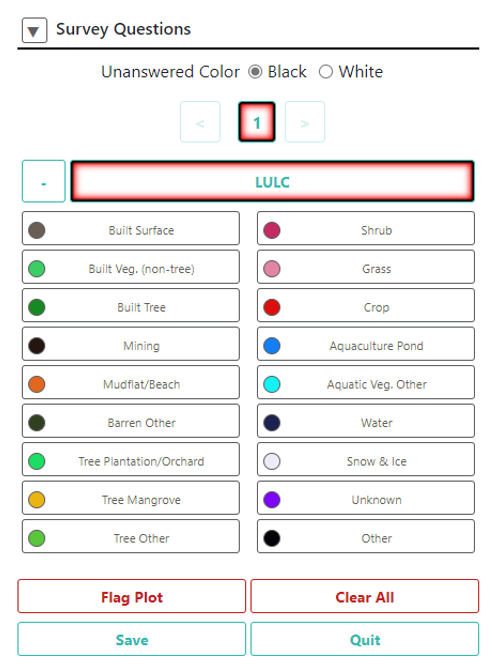 ▼ Survey Questions
Unanswered Color Black White
< 1 >
- LULC
Built Surface Shrub
Built Veg. (non-tree) Grass
Built Tree Crop
Mining Aquaculture Pond
Mudflat/Beach Aquatic Veg. Other
Barren Other Water
Tree Plantation/Orchard Snow & Ice
Tree Mangrove Unknown
Tree Other Other
Flag Plot Clear All
Save Quit